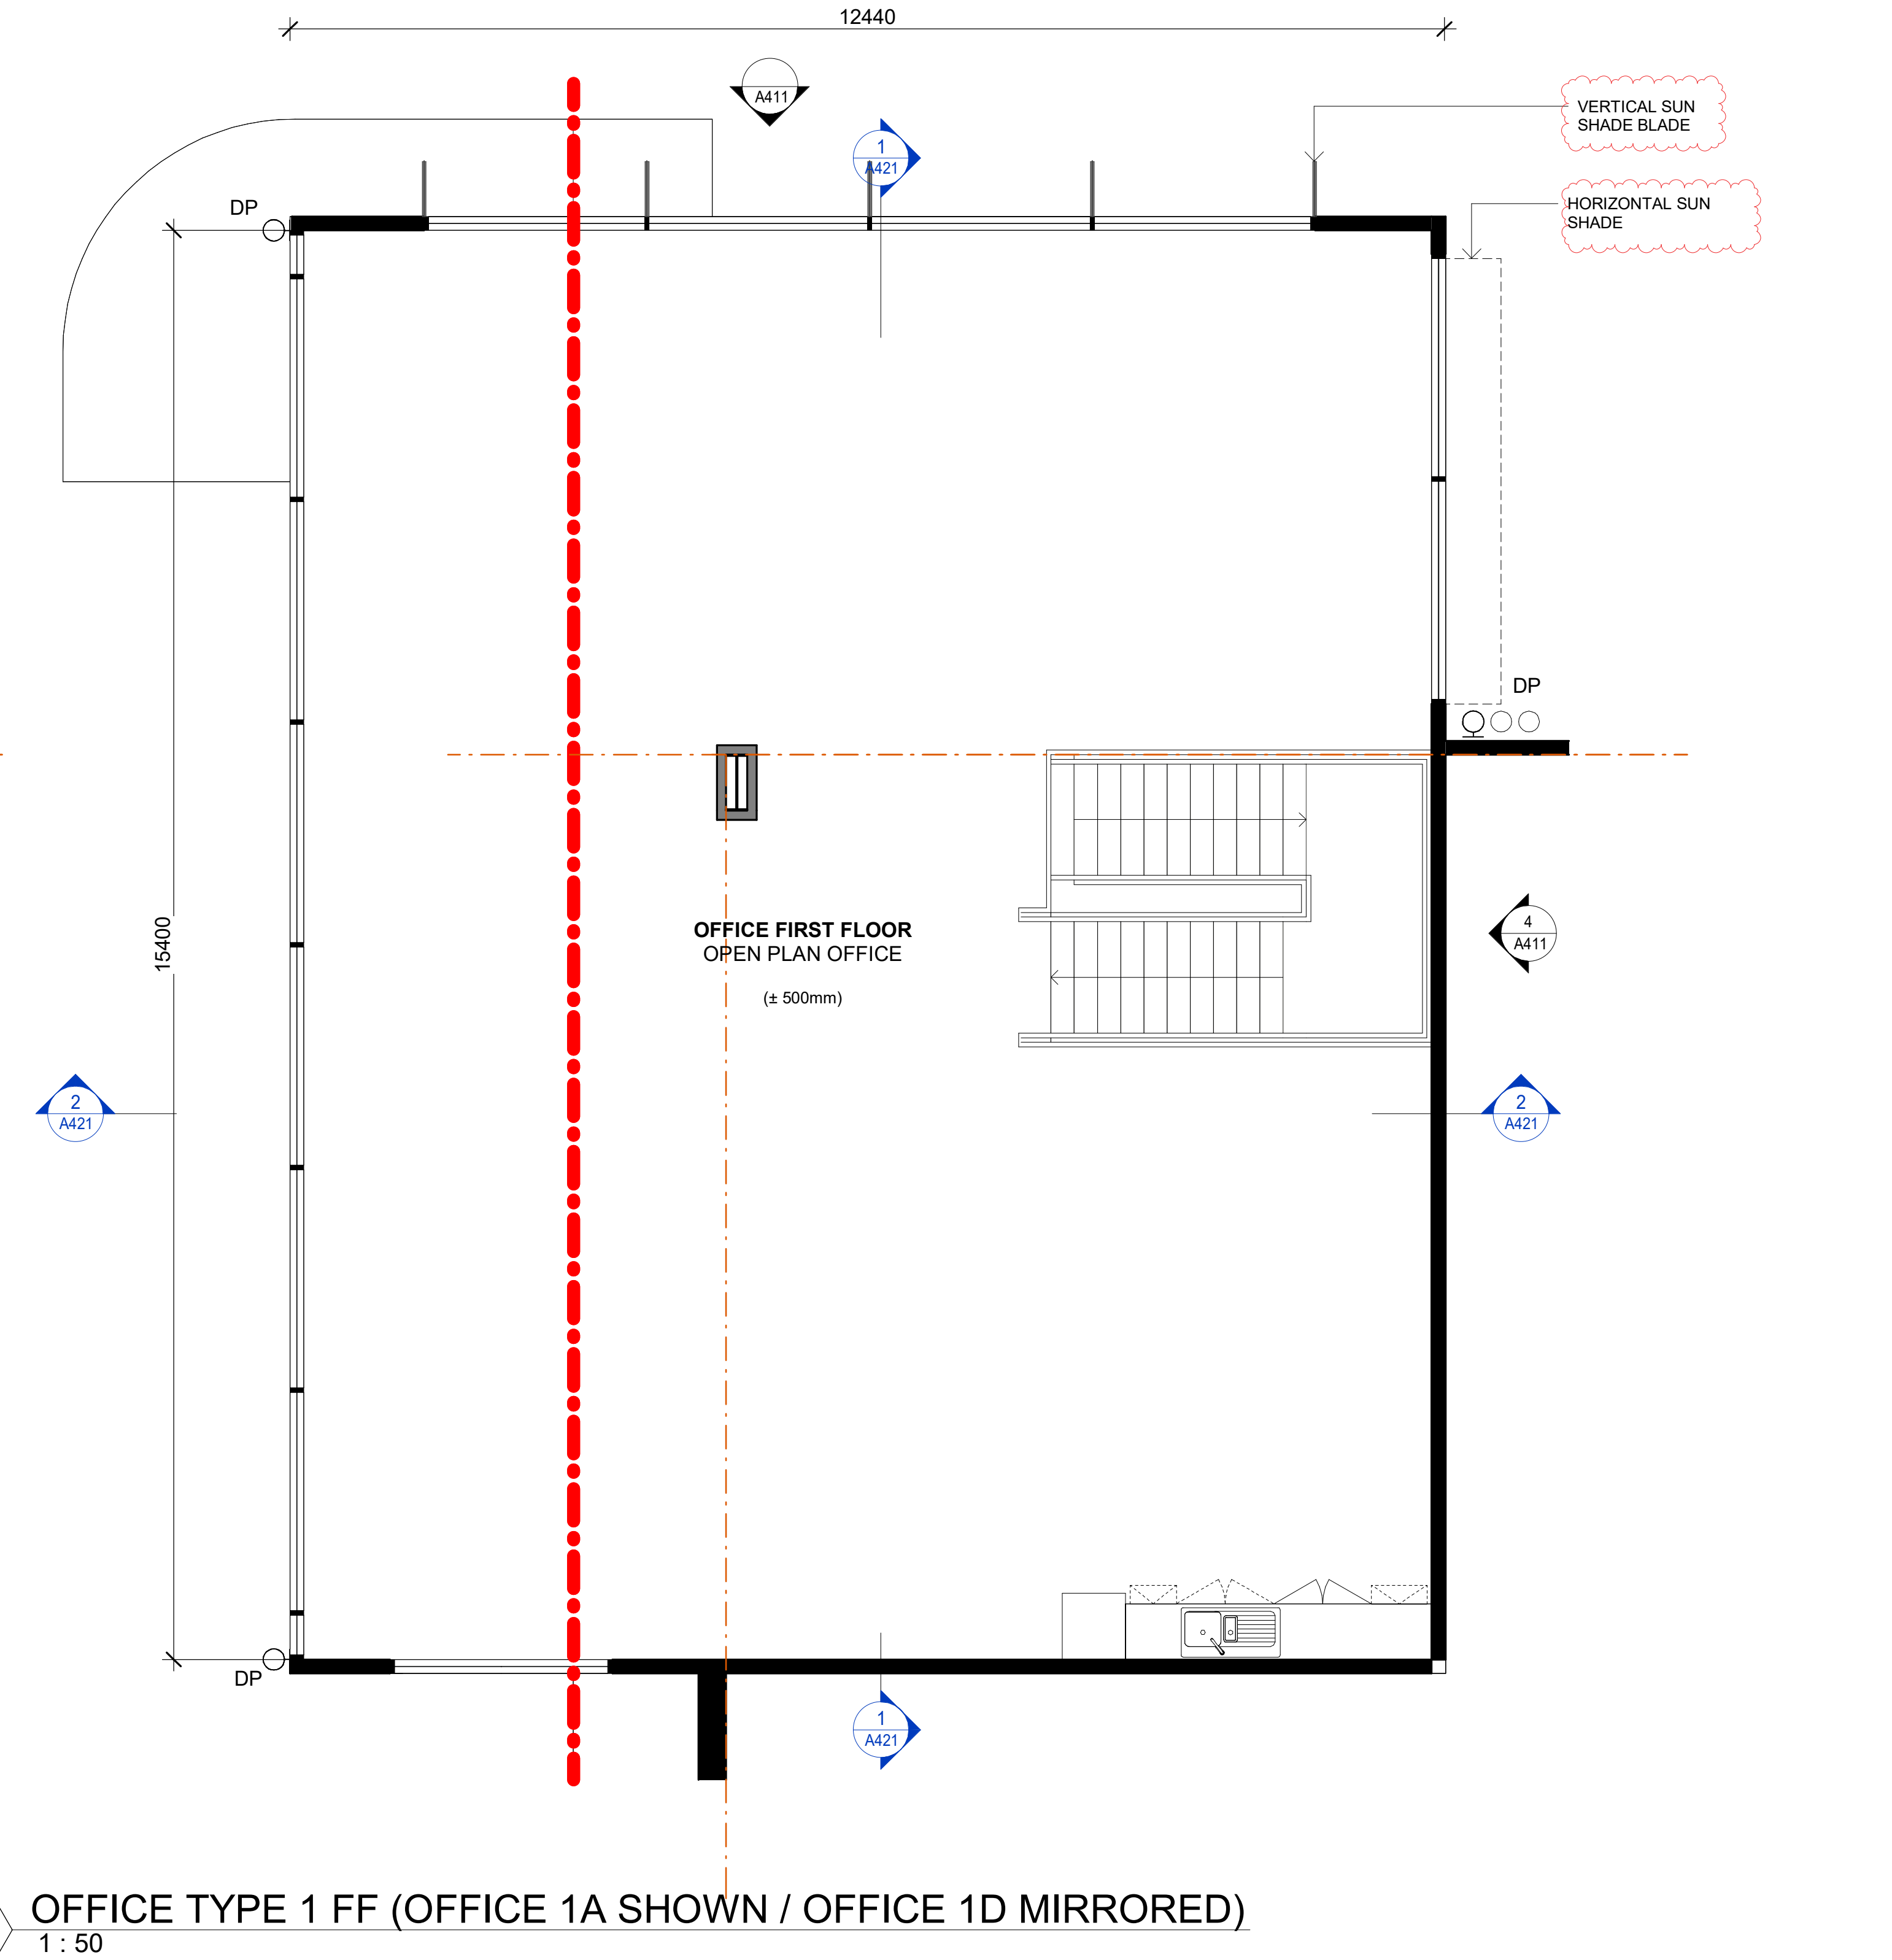 12440
A411
VERTICAL SUN
SHADE BLADE
1
A421
HORIZONTAL SUN
SHADE
DP
DP
15400
OFFICE FIRST FLOOR
OPEN PLAN OFFICE
(± 500mm)
4
A411
2
A421
2
A421
DP
1
A421
OFFICE TYPE 1 FF (OFFICE 1A SHOWN / OFFICE 1D MIRRORED)
1 : 50